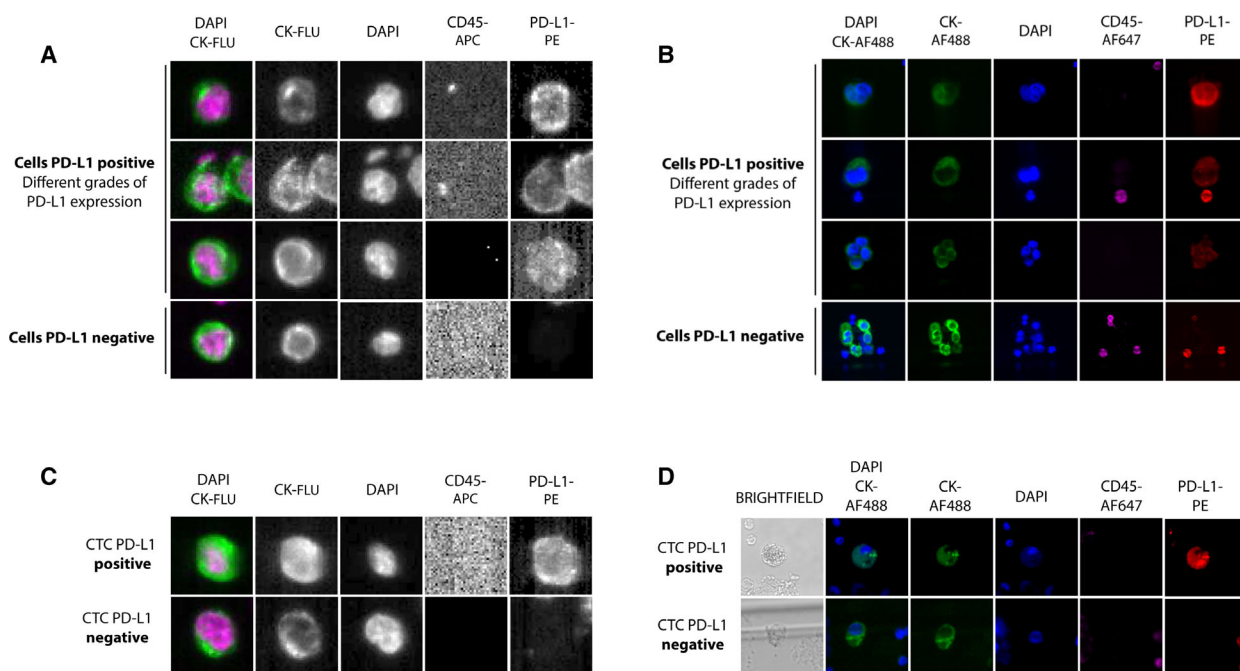 A
DAPI
CK-FLU
CK-FLU
DAPI
CD45-
APC
PD-L1-
PE
Cells PD-L1 positive
Different grades of
PD-L1 expression
Cells PD-L1 negative
B
DAPI
CK-AF488
CK-
AF488
DAPI
CD45-
AF647
PD-L1-
PE
Cells PD-L1 positive
Different grades of
PD-L1 expression
Cells PD-L1 negative
C
DAPI
CK-FLU
CK-FLU
DAPI
CD45-
APC
PD-L1-
PE
CTC PD-L1
positive
CTC PD-L1
negative
D
BRIGHTFIELD
DAPI
CK-
AF488
CK-
AF488
DAPI
CD45-
AF647
PD-L1-
PE
CTC PD-L1
positive
CTC PD-L1
negative